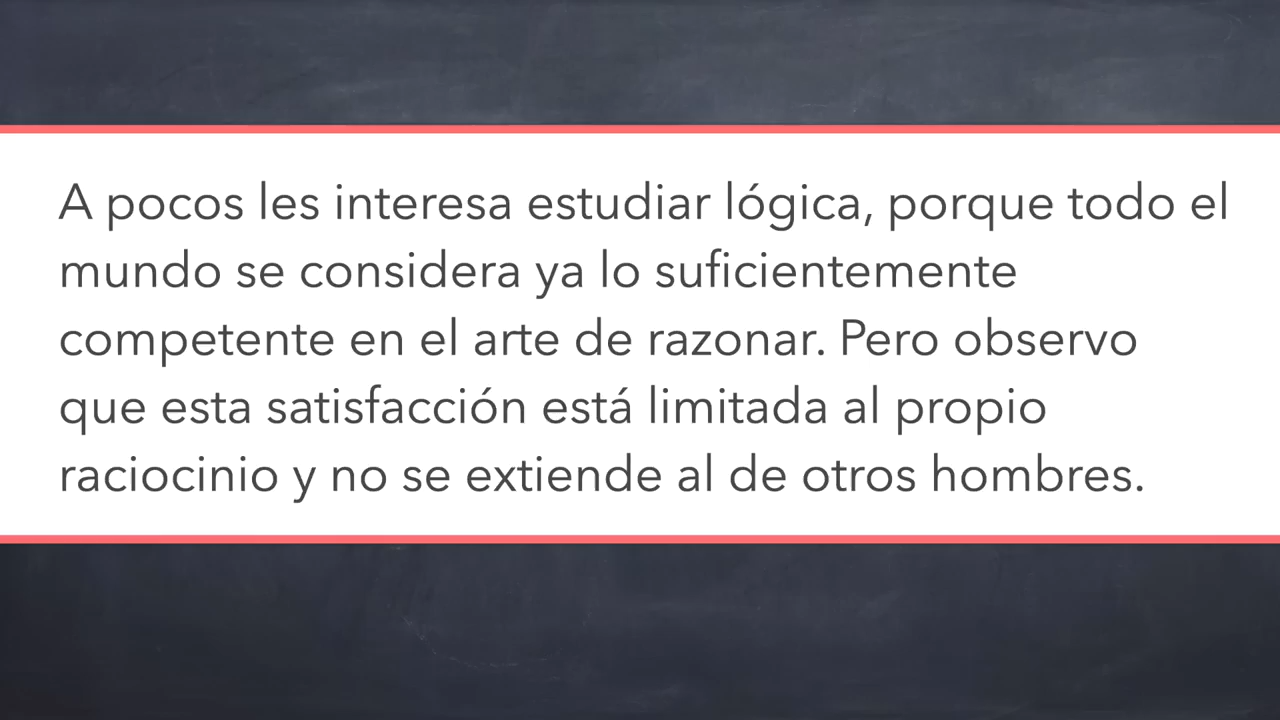 A pocos les interesa estudiar lógica, porque todo el
mundo se considera ya lo suficientemente
competente en el arte de razonar. Pero observo
que esta satisfacción está limitada al propio
raciocinio y no se extiende al de otros hombres.